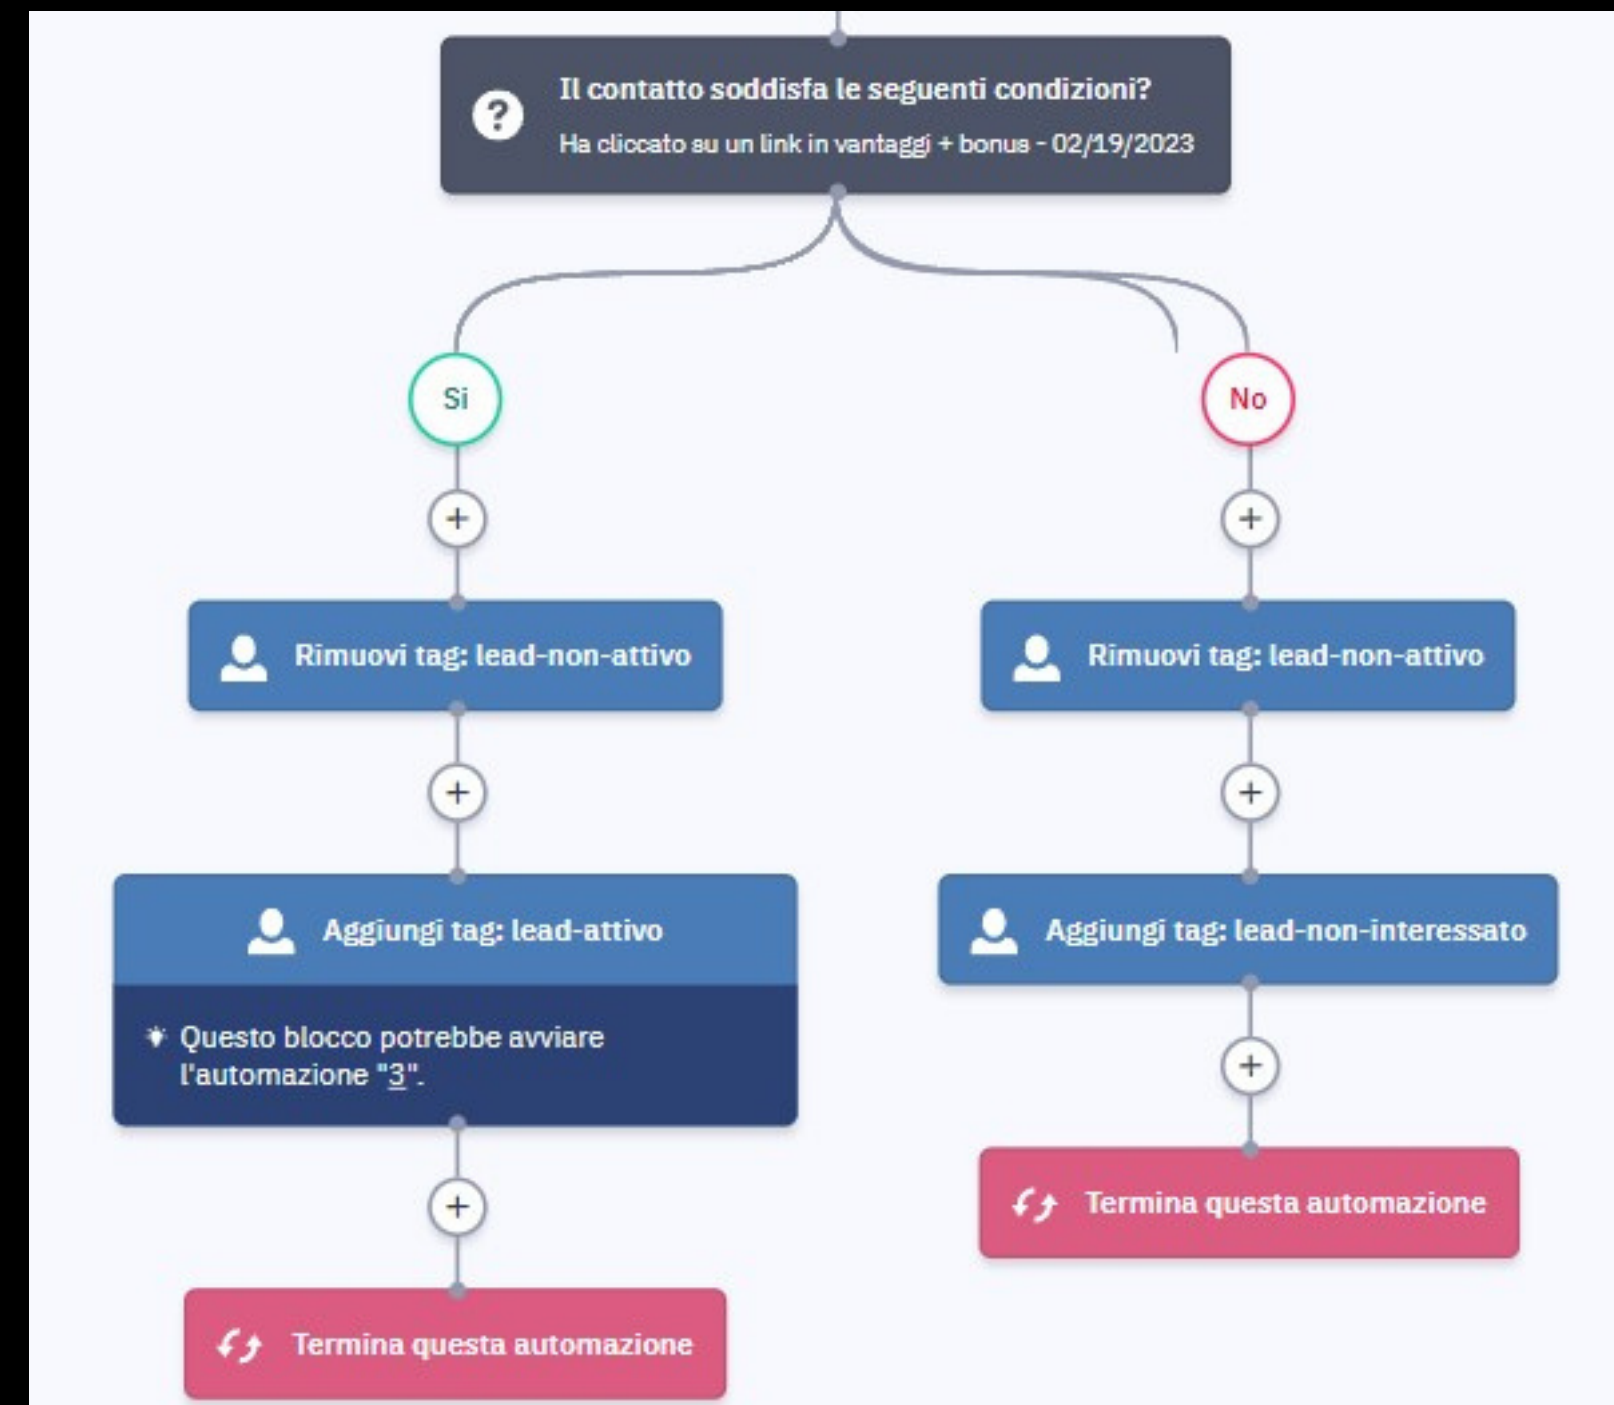 Il contatto soddisfa le seguenti condizioni?
Ha cliccato su un link in vantaggi + bonus - 02/19/2023
Si
No
Rimuovi tag: lead-non-attivo
Rimuovi tag: lead-non-attivo
Aggiungi tag: lead-attivo
Aggiungi tag: lead-non-interessato
Questo blocco potrebbe avviare
l'automazione "3".
Termina questa automazione
Termina questa automazione